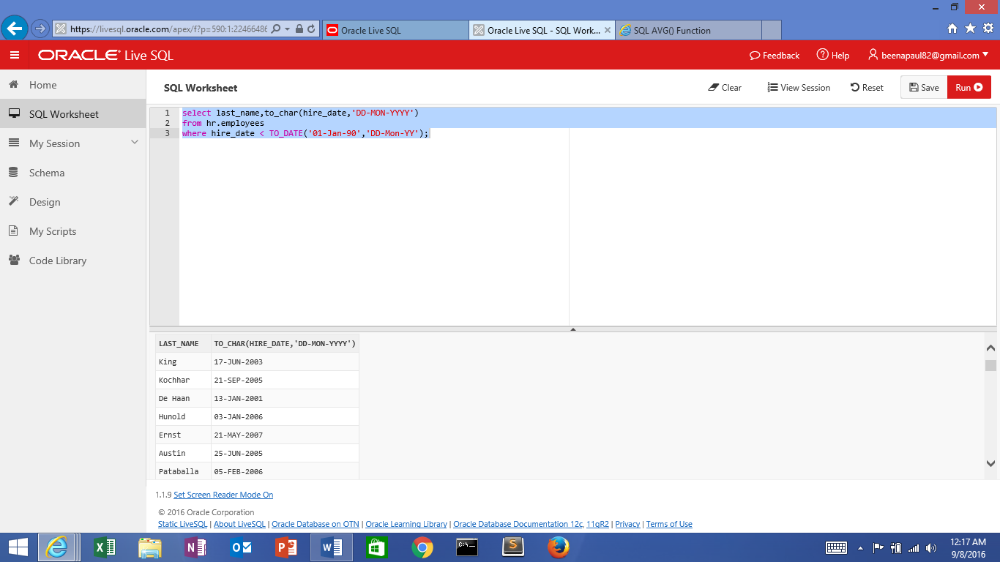 https://livesql.oracle.com/apex/f?p=590:1:22466486
Oracle Live SQL
Oracle Live SQL - SQL Work...
SQL AVG() Function
ORACLE Live SQL
Feedback
Help
beenapaul82@gmail.com
Home
SQL Worksheet
My Session
Schema
Design
My Scripts
Code Library
SQL Worksheet
Clear
View Session
Reset
Save
Run
1 select last_name,to_char(hire_date,'DD-MON-YYYY')
2 from hr.employees
3 where hire_date < TO_DATE('01-Jan-90','DD-Mon-YY');
LAST_NAME TO_CHAR(HIRE_DATE,'DD-MON-YYYY')
King 17-JUN-2003
Kochhar 21-SEP-2005
De Haan 13-JAN-2001
Hunold 03-JAN-2006
Ernst 21-MAY-2007
Austin 25-JUN-2005
Pataballa 05-FEB-2006
1.1.9 Set Screen Reader Mode On
© 2016 Oracle Corporation
Static LiveSQL | About LiveSQL | Oracle Database on OTN | Oracle Learning Library | Oracle Database Documentation 12c, 11gR2 | Privacy | Terms of Use
12:17 AM
9/8/2016